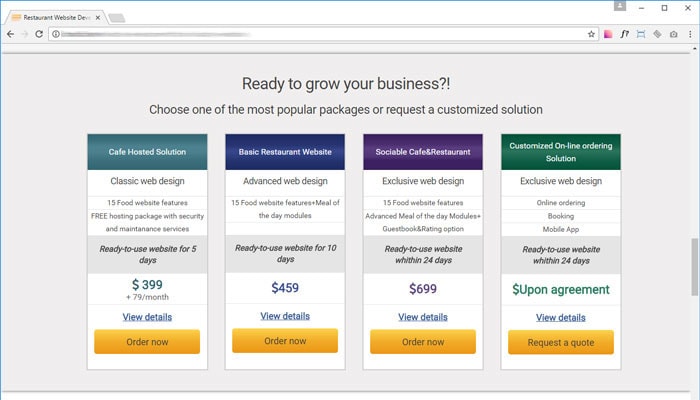 Restaurant Website Deve
Ready to grow your business?!
Choose one of the most popular packages or request a customized solution
Cafe Hosted Solution
Classic web design
15 Food website features
FREE hosting package with security
and maintanance services
Ready-to-use website for 5
days
$ 399
+ 79/month
View details
Order now
Basic Restaurant Website
Advanced web design
15 Food website features+Meal of
the day modules
Ready-to-use website for 10
days
$459
View details
Order now
Sociable Cafe&Restaurant
Exclusive web design
15 Food website features
Advanced Meal of the day Modules+
Guestbook&Rating option
Ready-to-use website
whithin 24 days
$699
View details
Order now
Customized On-line ordering
Solution
Exclusive web design
Online ordering
Booking
Mobile App
Ready-to-use website
whithin 24 days
$Upon agreement
View details
Request a quote